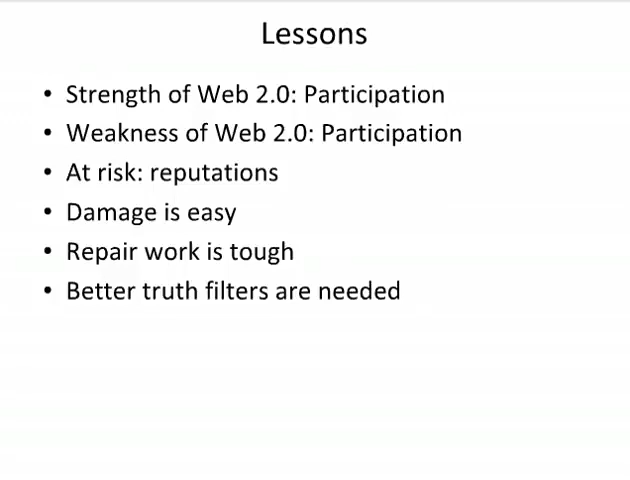 Lessons
• Strength of Web 2.0: Participation
• Weakness of Web 2.0: Participation
• At risk: reputations
• Damage is easy
• Repair work is tough
• Better truth filters are needed